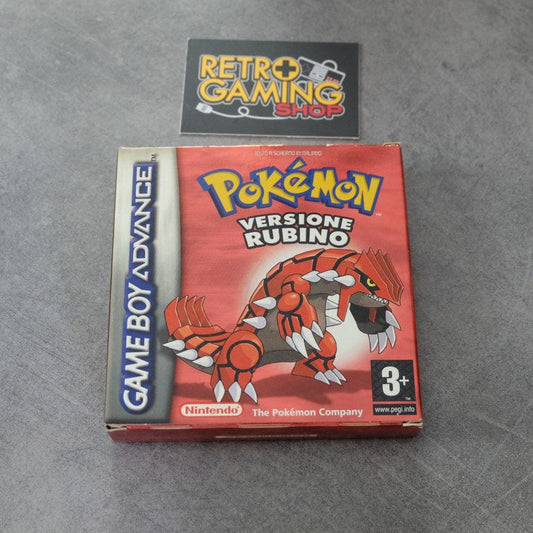 RETRO
GAMING
SHOP
TESTO A SCHERMO IN ITALIANO
POKéMON
VERSIONE
RUBINO
GAME BOY ADVANCE™
3+
www.pegi.info
Nintendo
The Pokémon Company